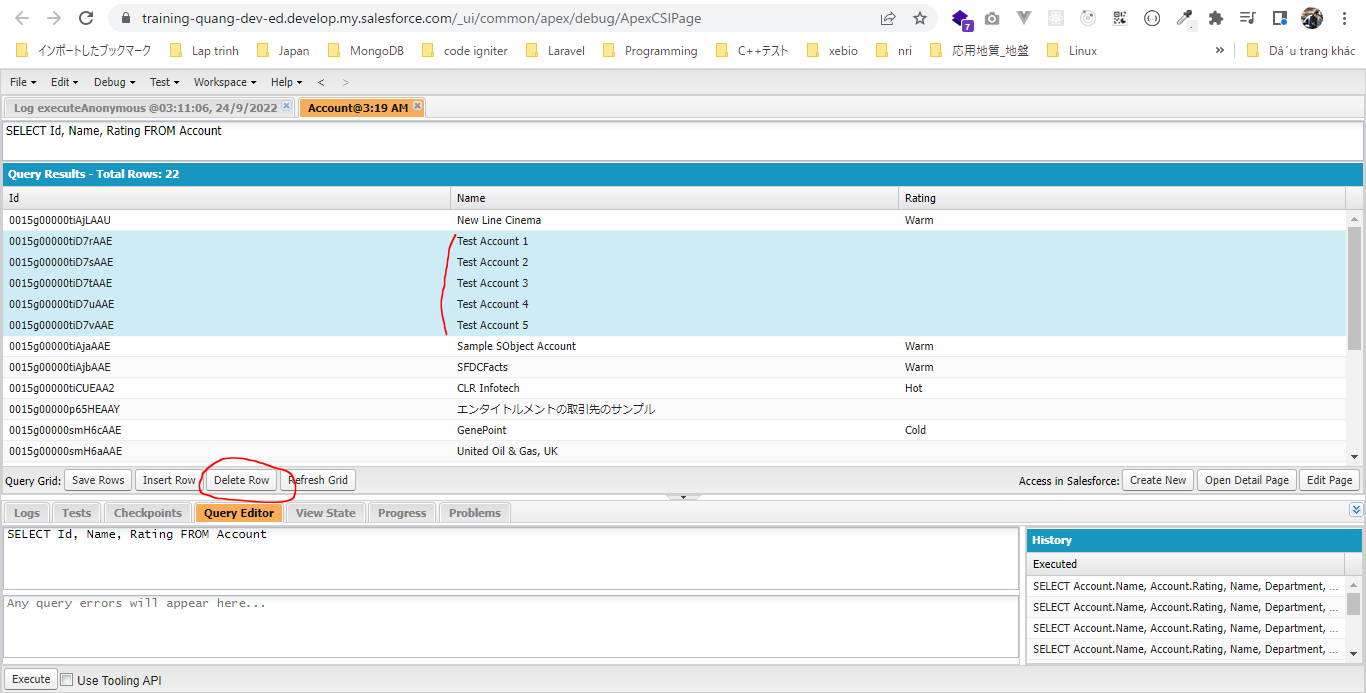 training-quang-dev-ed.develop.my.salesforce.com/_ui/common/apex/debug/ApexCSIPage
7
インポートしたブックマーク Lap trinh Japan MongoDB code igniter Laravel Programming C++テスト xebio nri 応用地質_地盤 Linux » Dấu trang khác
File Edit Debug Test Workspace Help < >
Log executeAnonymous @03:11:06, 24/9/2022 Account@3:19 AM
SELECT Id, Name, Rating FROM Account
Query Results - Total Rows: 22
Id Name Rating
0015g00000tiAjLAAU New Line Cinema Warm
0015g00000tiD7rAAE Test Account 1
0015g00000tiD7sAAE Test Account 2
0015g00000tiD7tAAE Test Account 3
0015g00000tiD7uAAE Test Account 4
0015g00000tiD7vAAE Test Account 5
0015g00000tiAjaAAE Sample SObject Account Warm
0015g00000tiAjbAAE SFDCFacts Warm
0015g00000tiCUEAA2 CLR Infotech Hot
0015g00000p65HEAAY エンタイトルメントの取引先のサンプル
0015g00000smH6cAAE GenePoint Cold
0015g00000smH6aAAE United Oil & Gas, UK
Query Grid: Save Rows Insert Row Delete Row Refresh Grid Access in Salesforce: Create New Open Detail Page Edit Page
Logs Tests Checkpoints Query Editor View State Progress Problems
SELECT Id, Name, Rating FROM Account
Any query errors will appear here...
History
Executed
SELECT Account.Name, Account.Rating, Name, Department, ...
SELECT Account.Name, Account.Rating, Name, Department, ...
SELECT Account.Name, Account.Rating, Name, Department, ...
SELECT Account.Name, Account.Rating, Name, Department, ...
Execute Use Tooling API